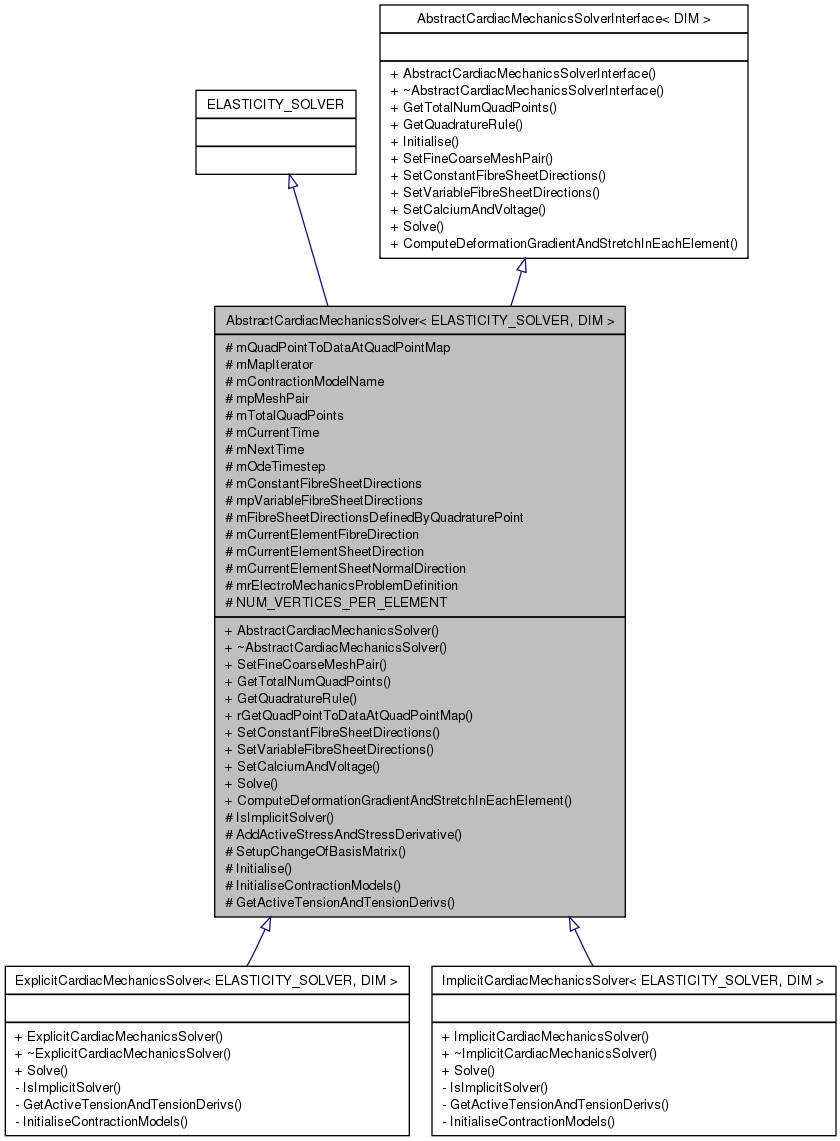 AbstractCardiacMechanicsSolverInterface< DIM >
+ AbstractCardiacMechanicsSolverInterface()
+ ~AbstractCardiacMechanicsSolverInterface()
+ GetTotalNumQuadPoints()
+ GetQuadratureRule()
+ Initialise()
+ SetFineCoarseMeshPair()
+ SetConstantFibreSheetDirections()
+ SetVariableFibreSheetDirections()
+ SetCalciumAndVoltage()
+ Solve()
+ ComputeDeformationGradientAndStretchInEachElement()
ELASTICITY_SOLVER
AbstractCardiacMechanicsSolver< ELASTICITY_SOLVER, DIM >
# mQuadPointToDataAtQuadPointMap
# mMapIterator
# mContractionModelName
# mpMeshPair
# mTotalQuadPoints
# mCurrentTime
# mNextTime
# mOdeTimestep
# mConstantFibreSheetDirections
# mpVariableFibreSheetDirections
# mFibreSheetDirectionsDefinedByQuadraturePoint
# mCurrentElementFibreDirection
# mCurrentElementSheetDirection
# mCurrentElementSheetNormalDirection
# mrElectroMechanicsProblemDefinition
# NUM_VERTICES_PER_ELEMENT
+ AbstractCardiacMechanicsSolver()
+ ~AbstractCardiacMechanicsSolver()
+ SetFineCoarseMeshPair()
+ GetTotalNumQuadPoints()
+ GetQuadratureRule()
+ rGetQuadPointToDataAtQuadPointMap()
+ SetConstantFibreSheetDirections()
+ SetVariableFibreSheetDirections()
+ SetCalciumAndVoltage()
+ Solve()
+ ComputeDeformationGradientAndStretchInEachElement()
# IsImplicitSolver()
# AddActiveStressAndStressDerivative()
# SetupChangeOfBasisMatrix()
# Initialise()
# InitialiseContractionModels()
# GetActiveTensionAndTensionDerivs()
ExplicitCardiacMechanicsSolver< ELASTICITY_SOLVER, DIM >
+ ExplicitCardiacMechanicsSolver()
+ ~ExplicitCardiacMechanicsSolver()
+ Solve()
- IsImplicitSolver()
- GetActiveTensionAndTensionDerivs()
- InitialiseContractionModels()
ImplicitCardiacMechanicsSolver< ELASTICITY_SOLVER, DIM >
+ ImplicitCardiacMechanicsSolver()
+ ~ImplicitCardiacMechanicsSolver()
+ Solve()
- IsImplicitSolver()
- GetActiveTensionAndTensionDerivs()
- InitialiseContractionModels()